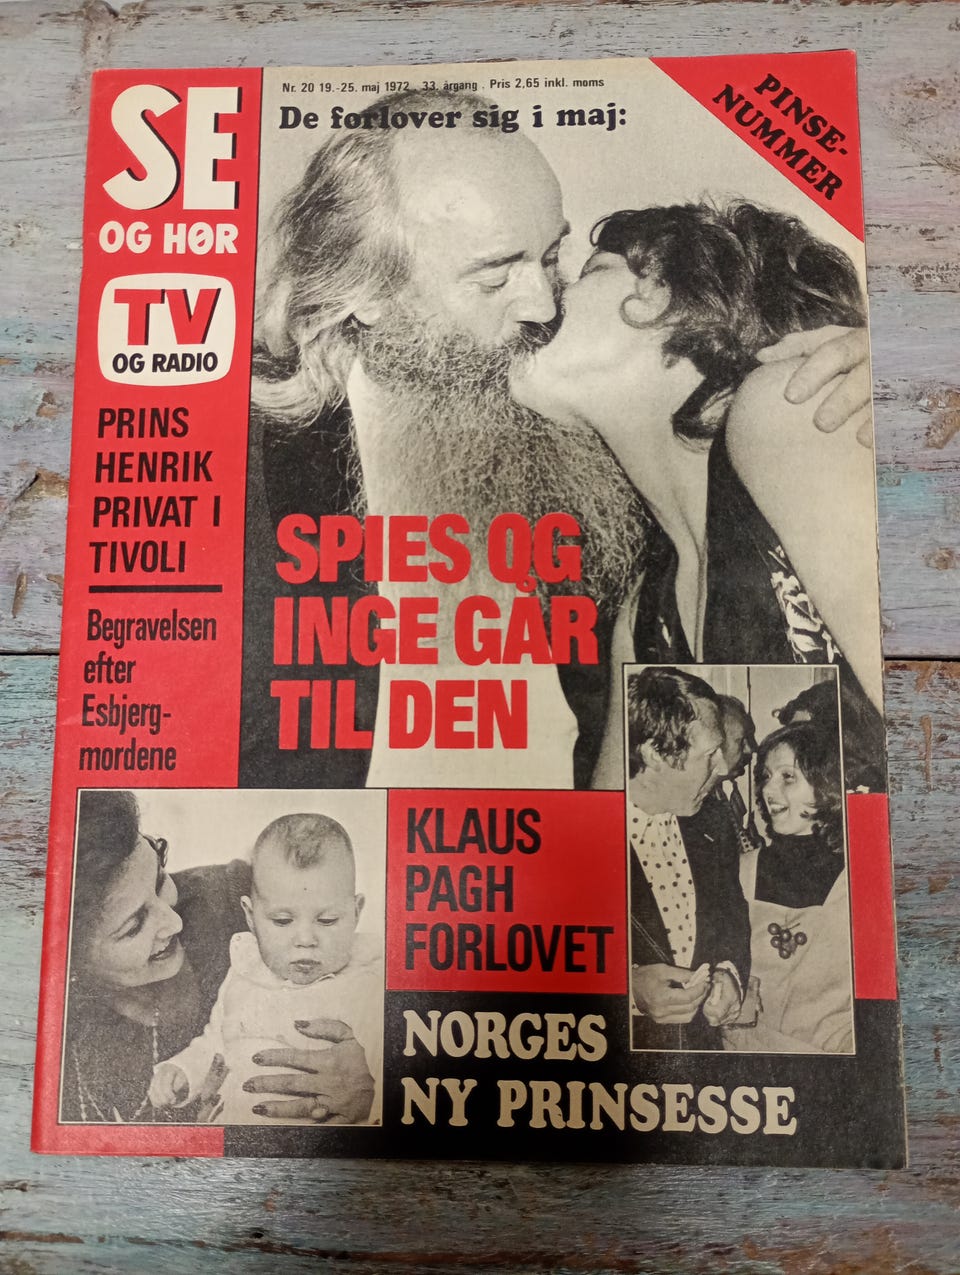 SE
OG HØR
TV
OG RADIO
PRINS
HENRIK
PRIVAT I
TIVOLI
Begravelsen
efter
Esbjerg-
mordene
Nr. 20 19.-25. maj 1972 . 33. årgang . Pris 2,65 inkl. moms
De forlover sig i maj:
PINSE-
NUMMER
SPIES OG
INGE GÅR
TIL DEN
KLAUS
PAGH
FORLOVET
NORGES
NY PRINSESSE